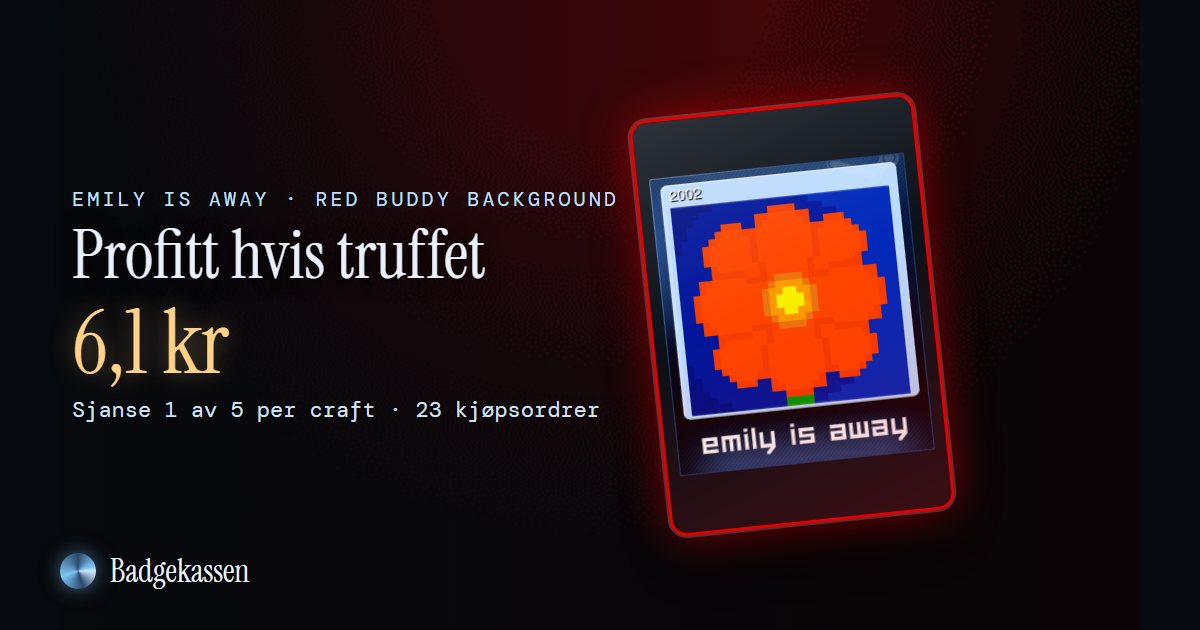 EMILY IS AWAY · RED BUDDY BACKGROUND
Profitt hvis truffet
6,1 kr
Sjanse 1 av 5 per craft · 23 kjøpsordrer
2002
emily is away
Badgekassen